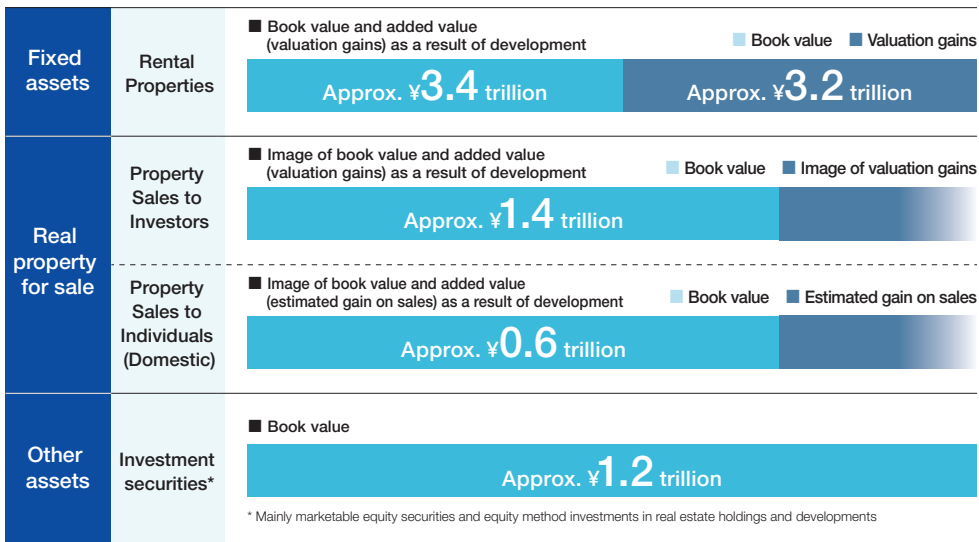 Fixed
assets
Rental
Properties
■ Book value and added value
(valuation gains) as a result of development
Book value
Valuation gains
Approx. ¥3.4 trillion
Approx. ¥3.2 trillion
Real
property
for sale
Property
Sales to
Investors
■ Image of book value and added value
(valuation gains) as a result of development
Book value
Image of valuation gains
Approx. ¥1.4 trillion
Property
Sales to
Individuals
(Domestic)
■ Image of book value and added value
(estimated gain on sales) as a result of development
Book value
Estimated gain on sales
Approx. ¥0.6 trillion
Other
assets
Investment
securities*
■ Book value
Approx. ¥1.2 trillion
* Mainly marketable equity securities and equity method investments in real estate holdings and developments